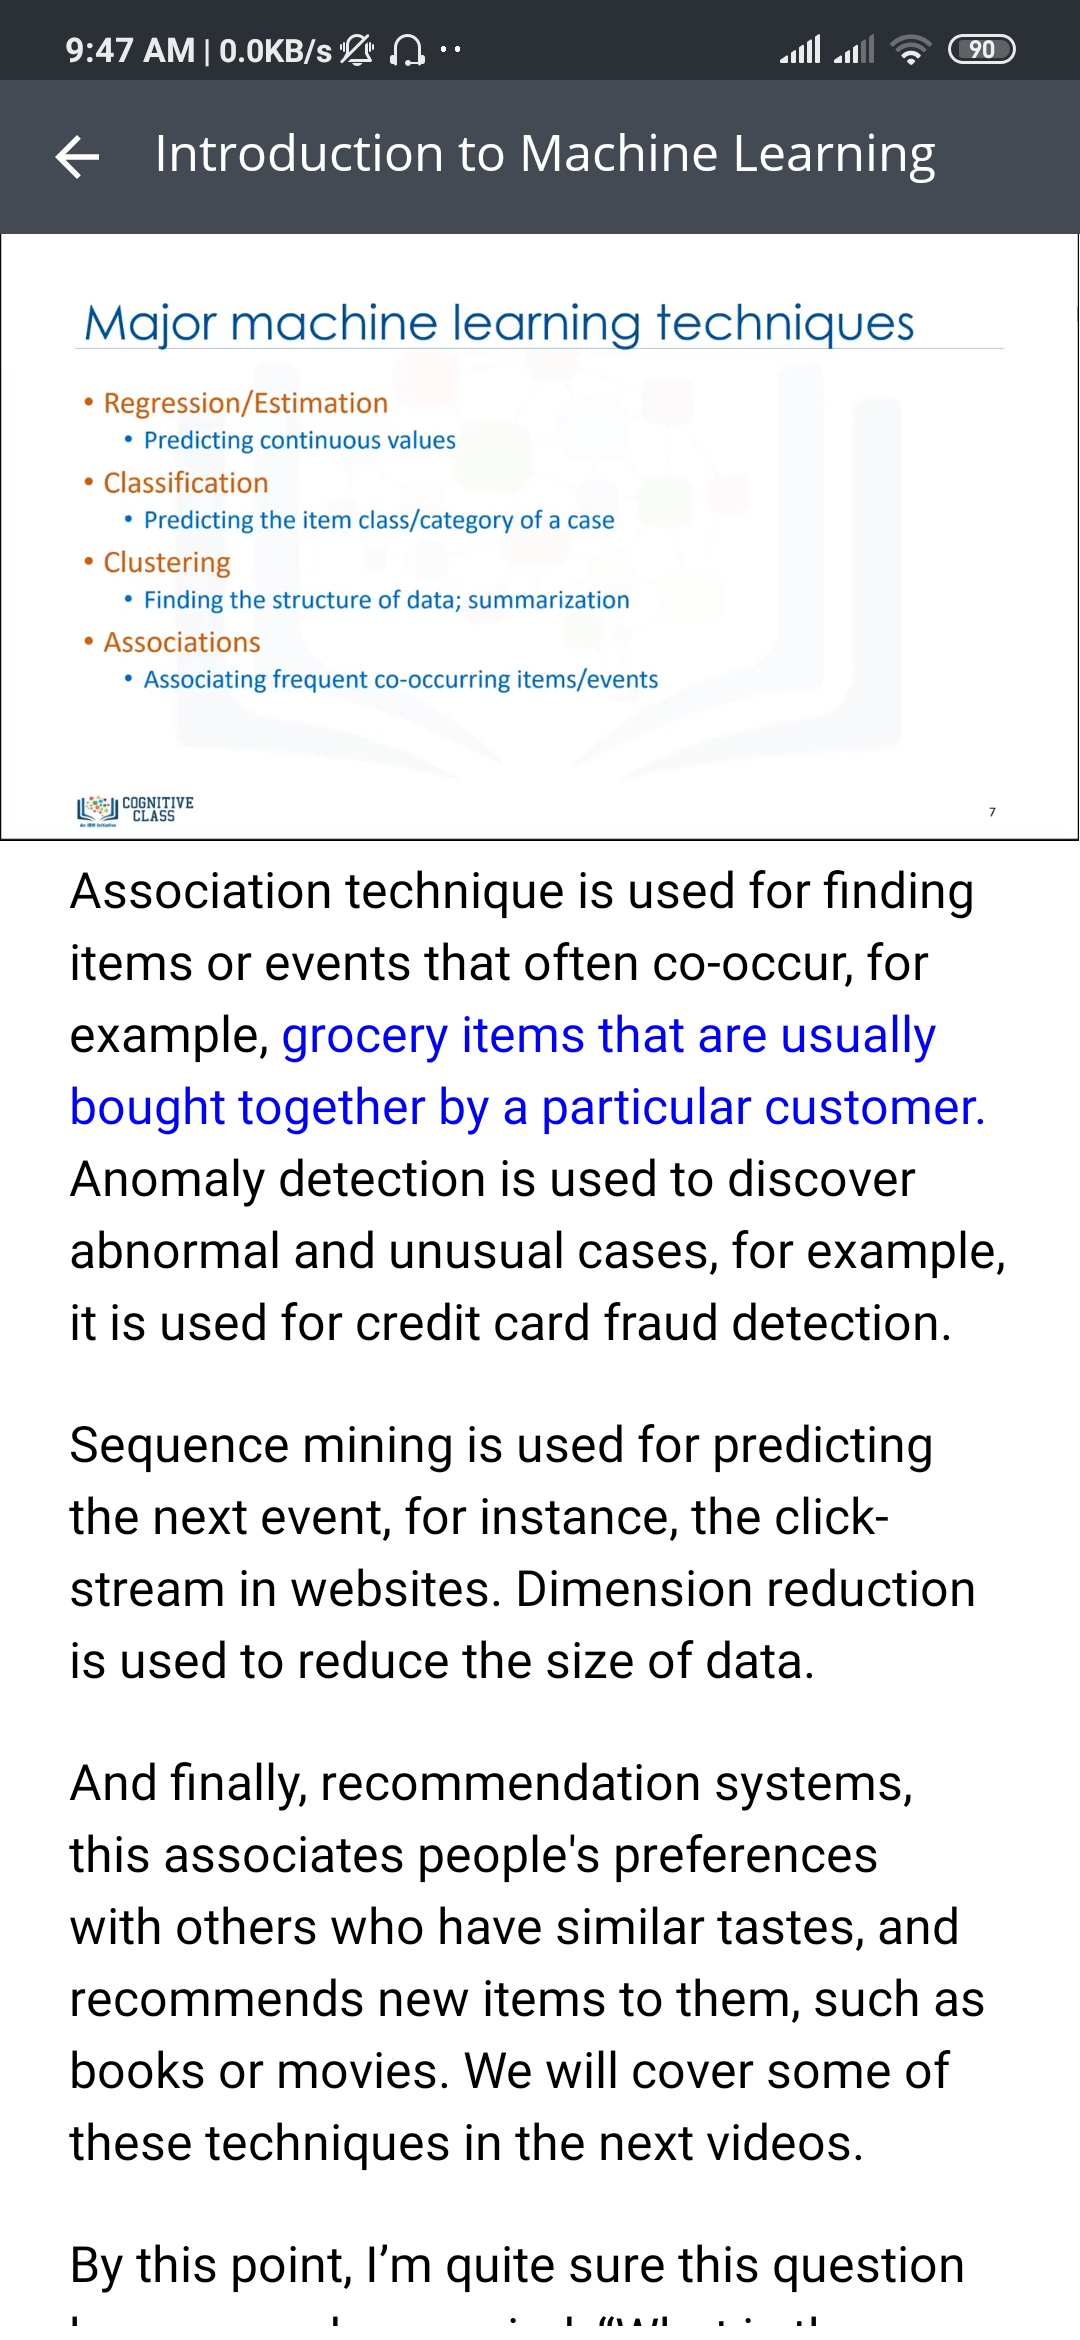 9:47 AM | 0.0KB/s
90
Introduction to Machine Learning
Major machine learning techniques
• Regression/Estimation
• Predicting continuous values
• Classification
• Predicting the item class/category of a case
• Clustering
• Finding the structure of data; summarization
• Associations
• Associating frequent co-occurring items/events
COGNITIVE
CLASS
An IBM Initiative
7
Association technique is used for finding
items or events that often co-occur, for
example, grocery items that are usually
bought together by a particular customer.
Anomaly detection is used to discover
abnormal and unusual cases, for example,
it is used for credit card fraud detection.
Sequence mining is used for predicting
the next event, for instance, the click-
stream in websites. Dimension reduction
is used to reduce the size of data.
And finally, recommendation systems,
this associates people's preferences
with others who have similar tastes, and
recommends new items to them, such as
books or movies. We will cover some of
these techniques in the next videos.
By this point, I’m quite sure this question